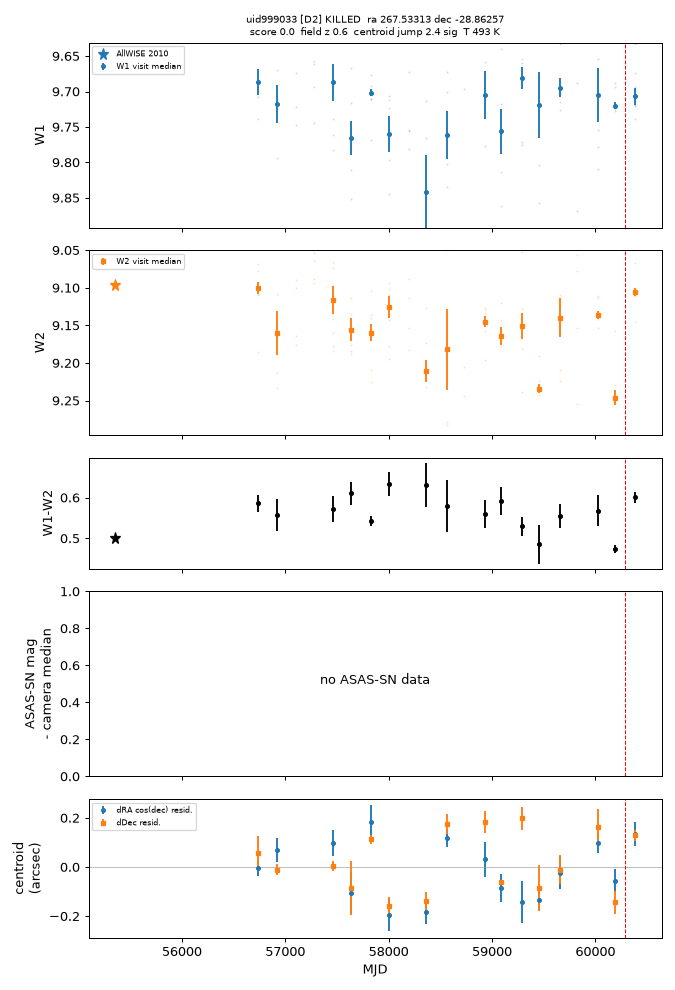 uid999033 [D2] KILLED  ra 267.53313 dec -28.86257
score 0.0  field z 0.6  centroid jump 2.4 sig  T 493 K
AllWISE 2010
W1 visit median
9.65
9.70
9.75
9.80
9.85
W1
W2 visit median
9.05
9.10
9.15
9.20
9.25
W2
0.6
0.5
W1-W2
1.0
0.8
0.6
0.4
0.2
0.0
ASAS-SN mag
- camera median
no ASAS-SN data
dRA cos(dec) resid.
dDec resid.
0.2
0.0
−0.2
centroid
(arcsec)
56000 57000 58000 59000 60000
MJD